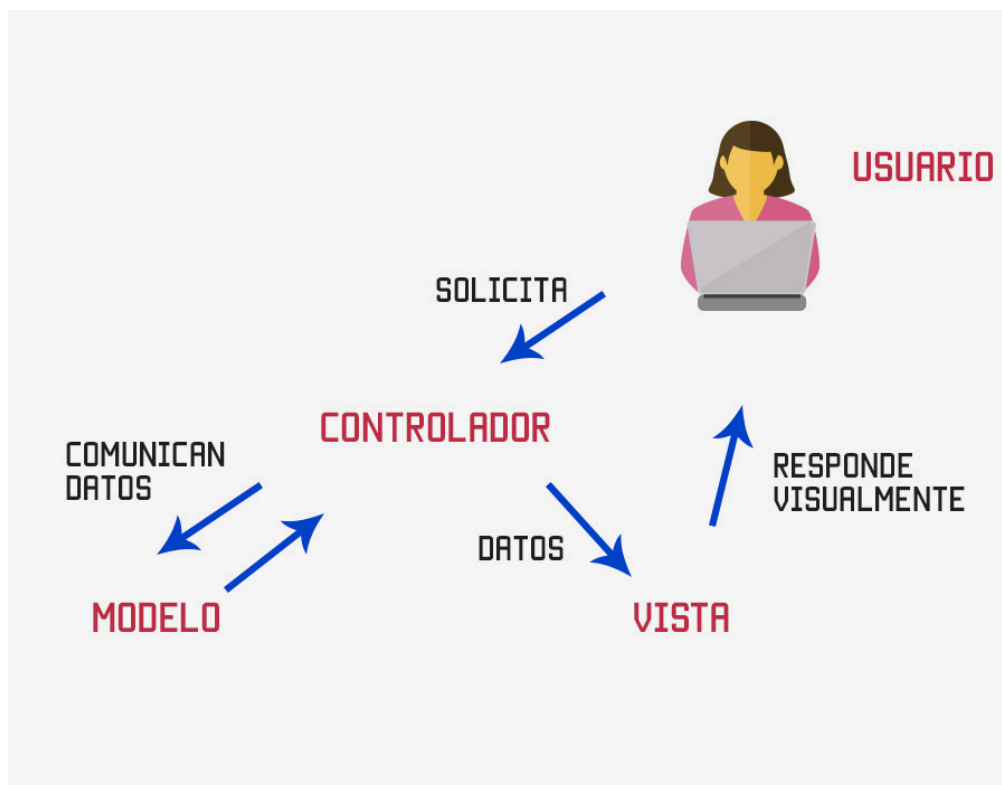 USUARIO
SOLICITA
CONTROLADOR
COMUNICAN
DATOS
RESPONDE
VISUALMENTE
DATOS
MODELO
VISTA